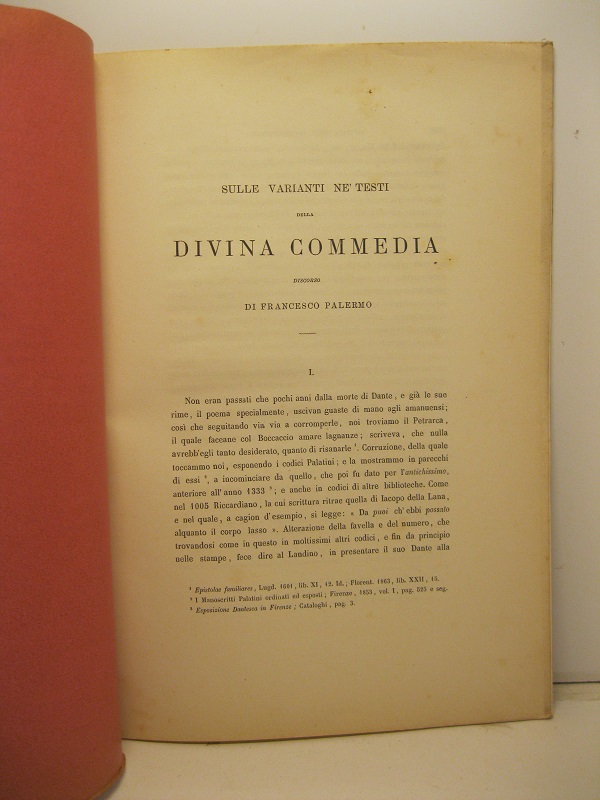 SULLE VARIANTI NE' TESTI
DELLA
DIVINA COMMEDIA
DISCORSO
DI FRANCESCO PALERMO
I.
Non eran passati che pochi anni dalla morte di Dante, e già le sue
rime, il poema specialmente, uscivan guaste di mano agli amanuensi;
così che seguitando via via a corromperle, noi troviamo il Petrarca,
il quale faceane col Boccaccio amare lagnanze; scriveva, che nulla
avrebb'egli tanto desiderato, quanto di risanarle ¹. Corruzione, della quale
toccammo noi, esponendo i codici Palatini; e la mostrammo in parecchi
di essi ², a incominciare da quello, che poi fu dato per l'antichissimo,
anteriore all'anno 1333 ³; e anche in codici di altre biblioteche. Come
nel 1005 Riccardiano, la cui scrittura ritrae quella di Iacopo della Lana,
e nel quale, a cagion d'esempio, si legge: « Da puoi ch'ebbi possato
alquanto il corpo lasso ». Alterazione della favella e del numero, che
trovandosi come in questo in moltissimi altri codici, e fin da principio
nelle stampe, fece dire al Landino, in presentare il suo Dante alla
¹ Epistolae familiares, Lugd. 1601, lib. XI, 12. Id.; Florent. 1863, lib. XXII, 15.
² I Manoscritti Palatini ordinati ed esposti; Firenze, 1853, vol. I, pag. 525 e seg.
³ Esposizione Dantesca in Firenze; Cataloghi, pag. 3.